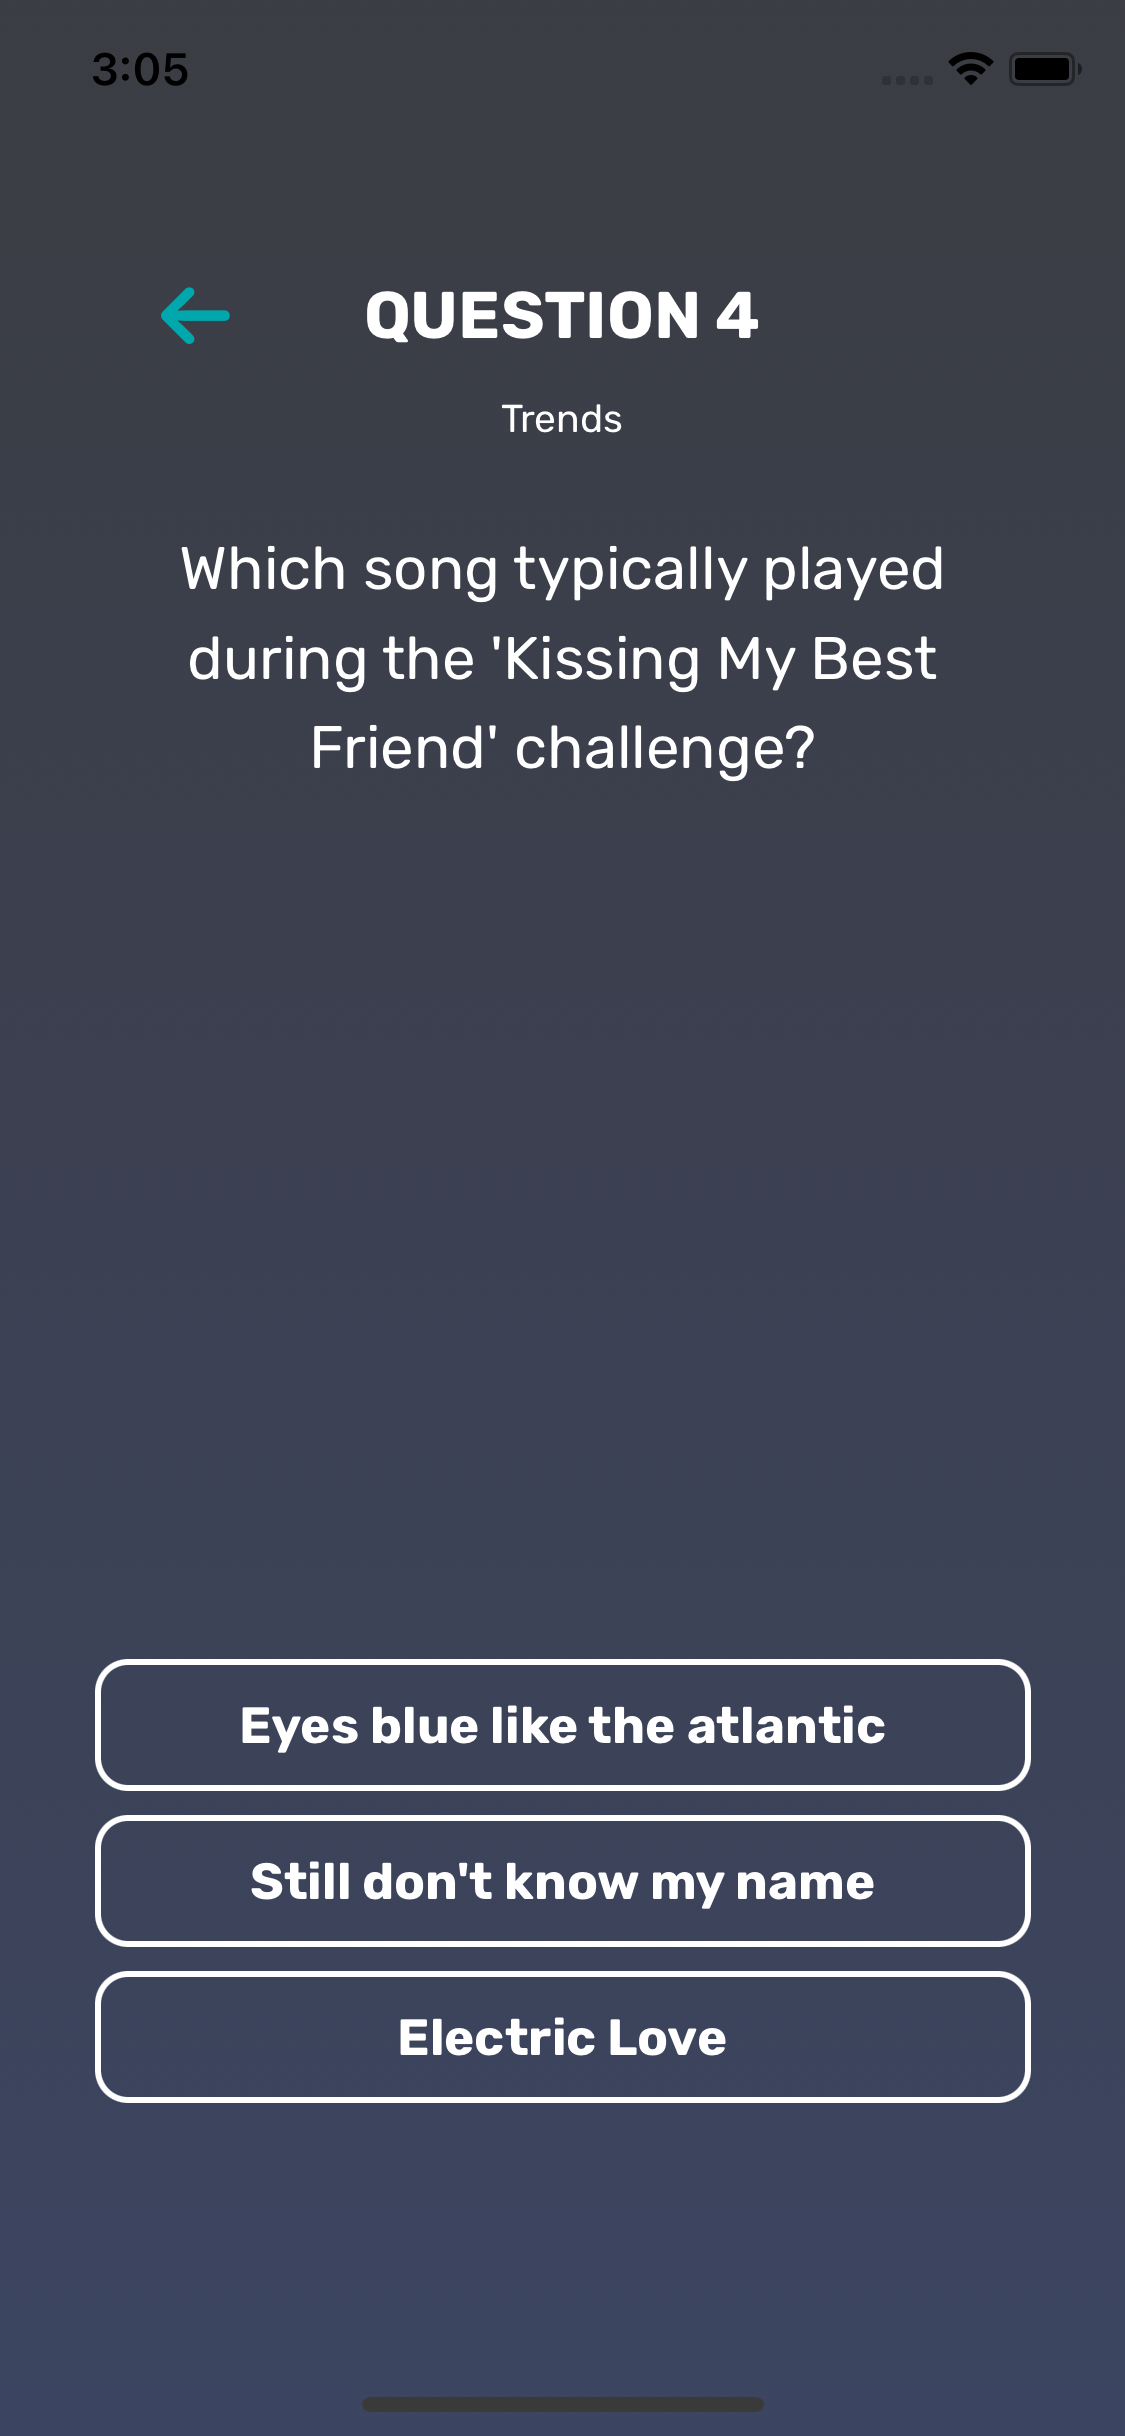 3:05
QUESTION 4
Trends
Which song typically played
during the 'Kissing My Best
Friend' challenge?
Eyes blue like the atlantic
Still don't know my name
Electric Love